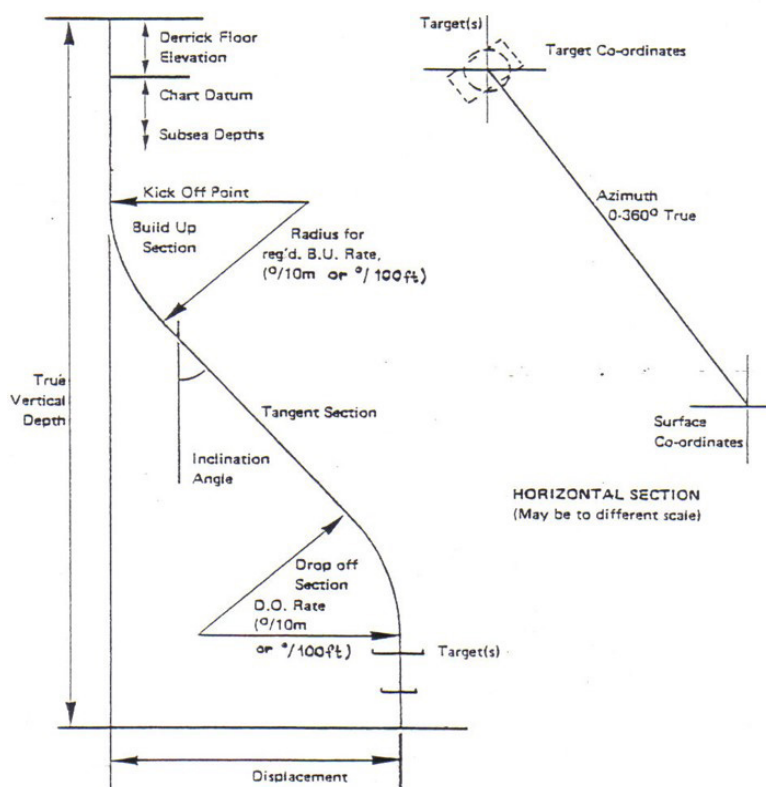 Derrick Floor
Elevation
Chart Datum
Subsea Depths
Kick Off Point
Build Up
Section
Radius for
reg'd. B.U. Rate,
(º/10m or º/100ft)
True
Vertical
Depth
Tangent Section
Inclination
Angle
Drop off
Section
D.O. Rate
(º/10m
or º/100ft)
Target(s)
Displacement
Target(s)
Target Co-ordinates
Azimuth
0-360º True
Surface
Co-ordinates
HORIZONTAL SECTION
(May be to different scale)